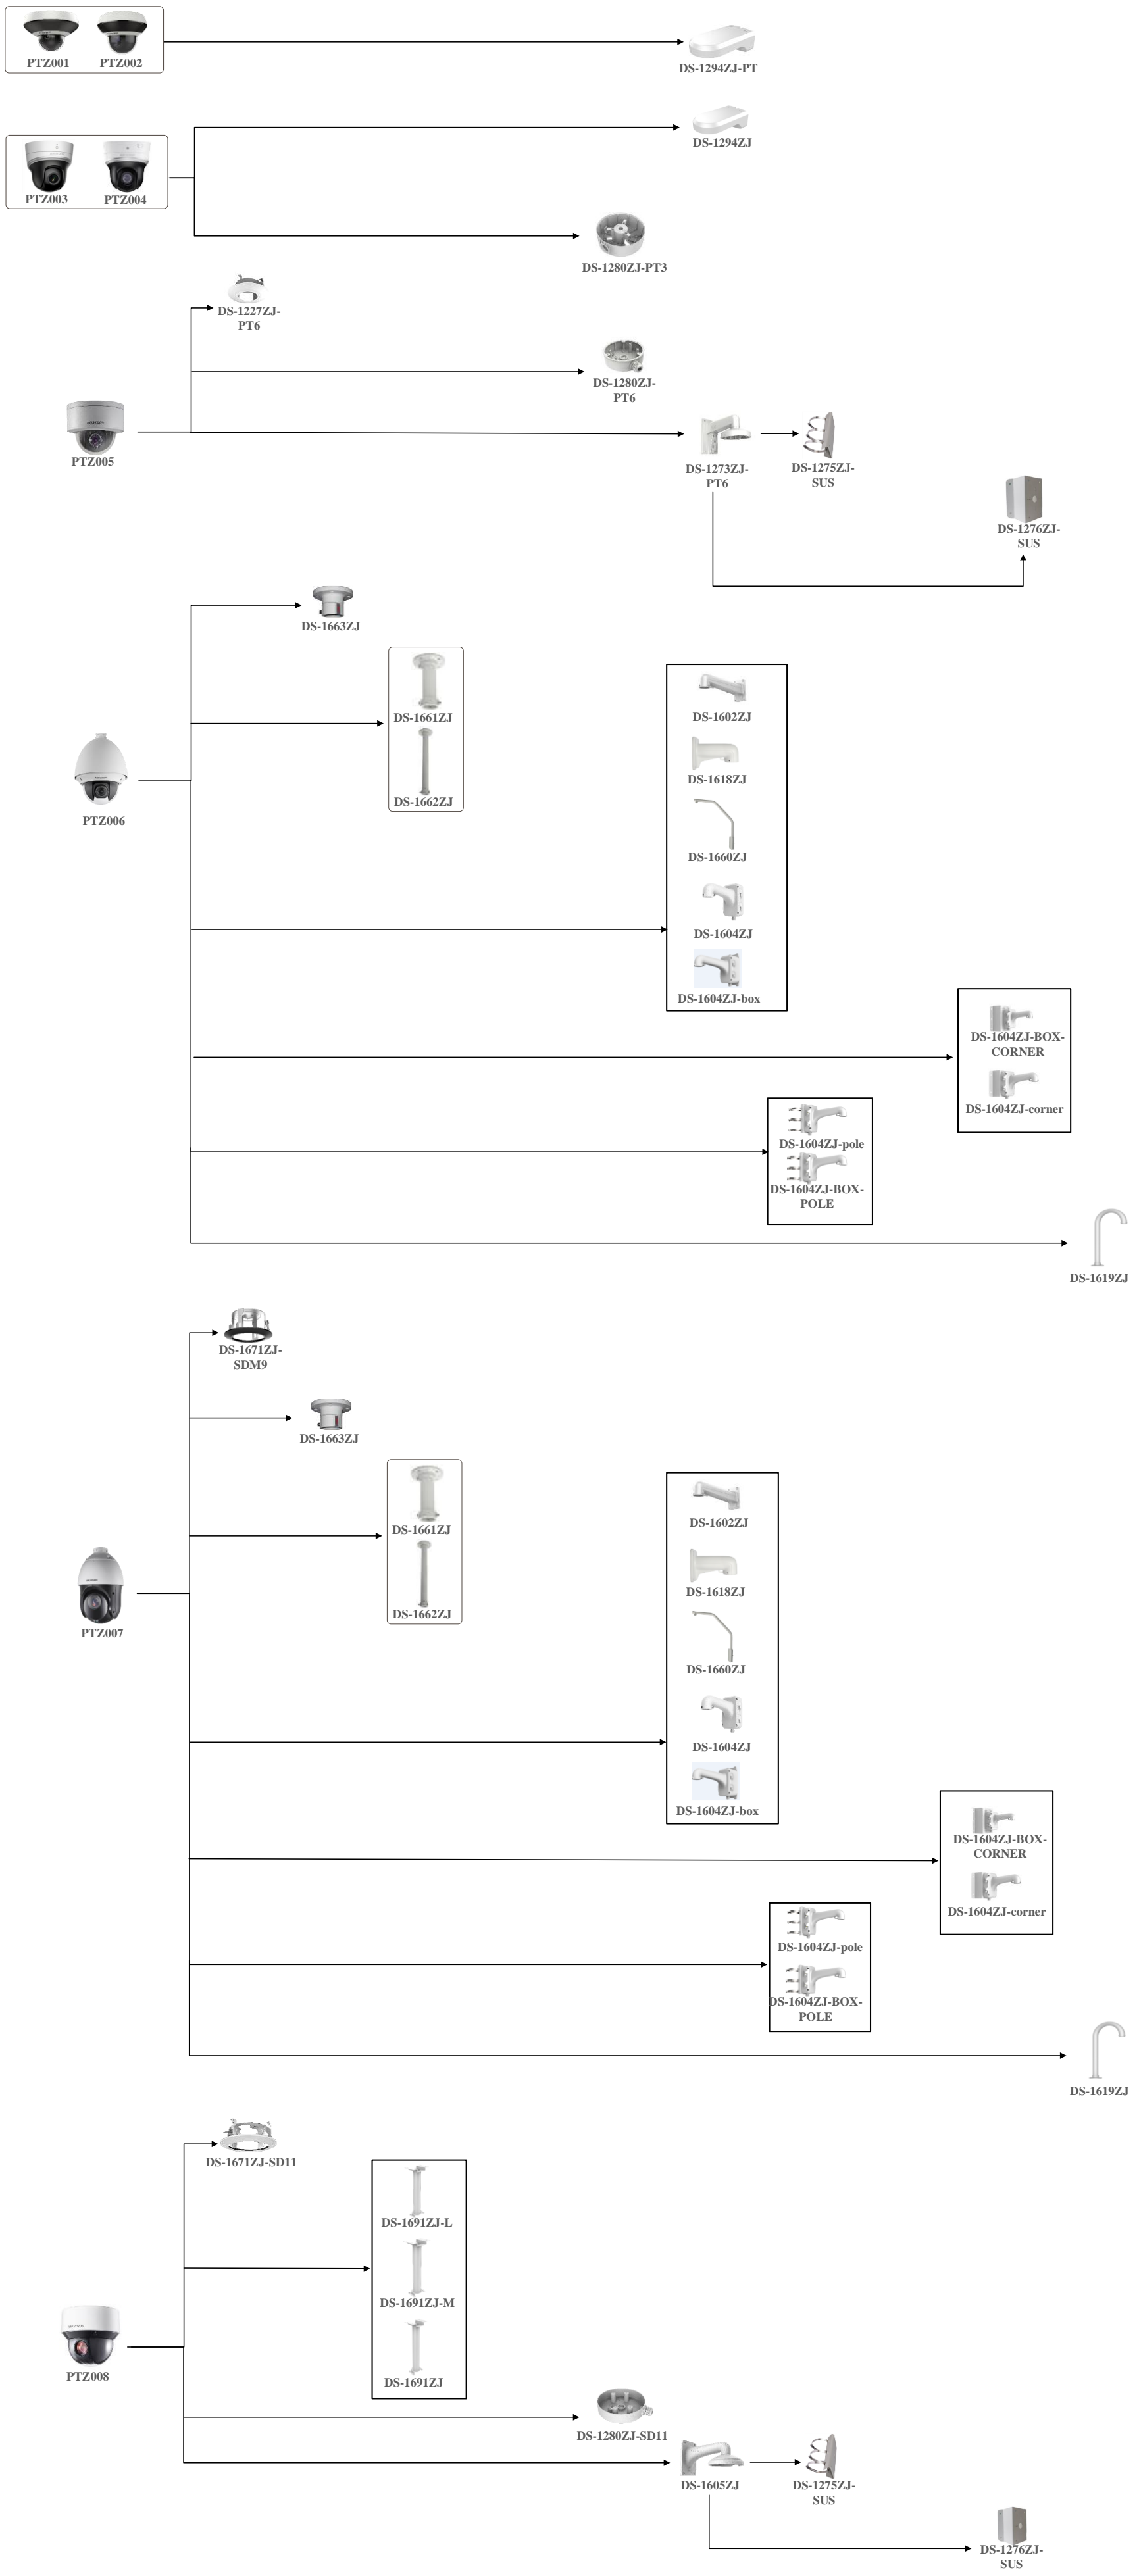 PTZ001 PTZ002
DS-1294ZJ-PT
DS-1294ZJ
PTZ003 PTZ004
DS-1280ZJ-PT3
DS-1227ZJ-
PT6
DS-1280ZJ-
PT6
PTZ005
DS-1273ZJ-
PT6
DS-1275ZJ-
SUS
DS-1276ZJ-
SUS
DS-1663ZJ
DS-1661ZJ
DS-1662ZJ
PTZ006
DS-1602ZJ
DS-1618ZJ
DS-1660ZJ
DS-1604ZJ
DS-1604ZJ-box
DS-1604ZJ-BOX-
CORNER
DS-1604ZJ-corner
DS-1604ZJ-pole
DS-1604ZJ-BOX-
POLE
DS-1619ZJ
DS-1671ZJ-
SDM9
DS-1663ZJ
DS-1661ZJ
DS-1662ZJ
PTZ007
DS-1602ZJ
DS-1618ZJ
DS-1660ZJ
DS-1604ZJ
DS-1604ZJ-box
DS-1604ZJ-BOX-
CORNER
DS-1604ZJ-corner
DS-1604ZJ-pole
DS-1604ZJ-BOX-
POLE
DS-1619ZJ
DS-1671ZJ-SD11
DS-1691ZJ-L
DS-1691ZJ-M
DS-1691ZJ
PTZ008
DS-1280ZJ-SD11
DS-1605ZJ
DS-1275ZJ-
SUS
DS-1276ZJ-
SUS